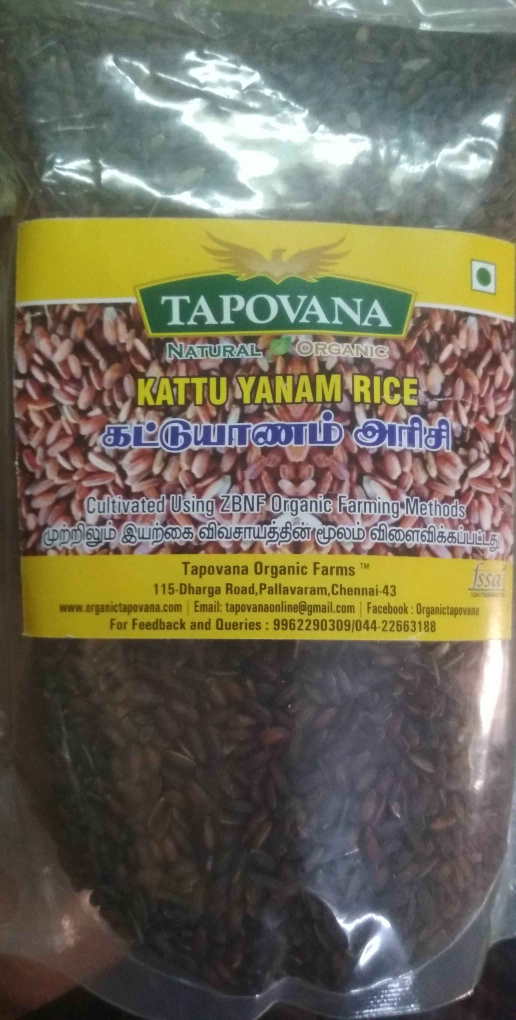 TAPOVANA
NATURAL ORGANIC
KATTU YANAM RICE
கட்டுயாணம் அரிசி
Cultivated Using ZBNF Organic Farming Methods
முற்றிலும் இயற்கை விவசாயத்தின் மூலம் விளைவிக்கப்பட்டது
Tapovana Organic Farms ™
115-Dharga Road,Pallavaram,Chennai-43
www.organictapovana.com | Email: tapovanaonline@gmail.com | Facebook : Organictapovana
For Feedback and Queries : 9962290309/044-22663188
fssai